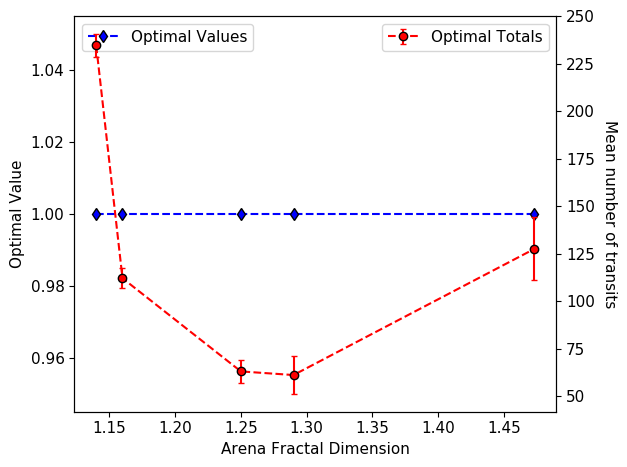 Optimal Values
Optimal Totals
Optimal Value
1.04
1.02
1.00
0.98
0.96
250
225
200
175
150
125
100
75
50
Mean number of transits
1.15 1.20 1.25 1.30 1.35 1.40 1.45
Arena Fractal Dimension